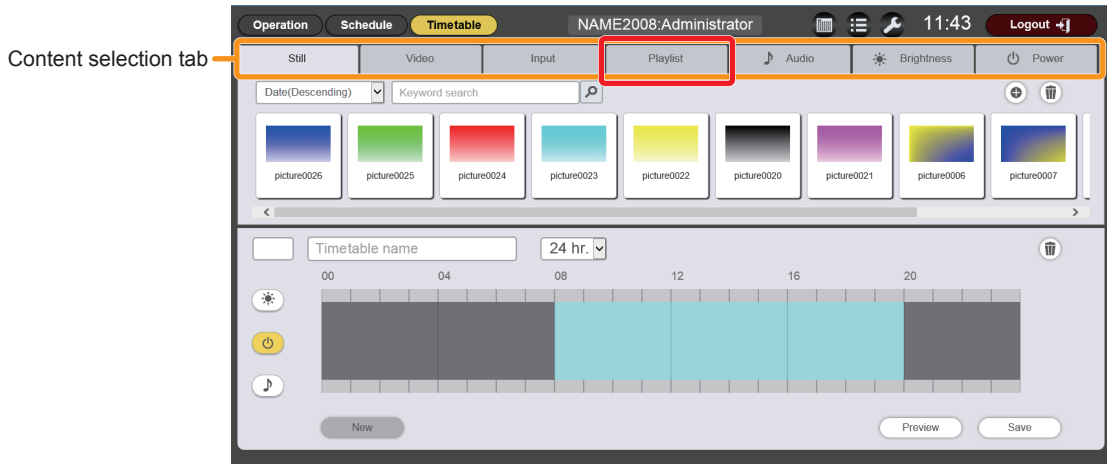 Operation Schedule Timetable NAME2008:Administrator 11:43 Logout
Content selection tab
Still Video Input Playlist Audio Brightness Power
Date(Descending) Keyword search
picture0026 picture0025 picture0024 picture0023 picture0022 picture0020 picture0021 picture0006 picture0007
Timetable name 24 hr.
00 04 08 12 16 20
New Preview Save